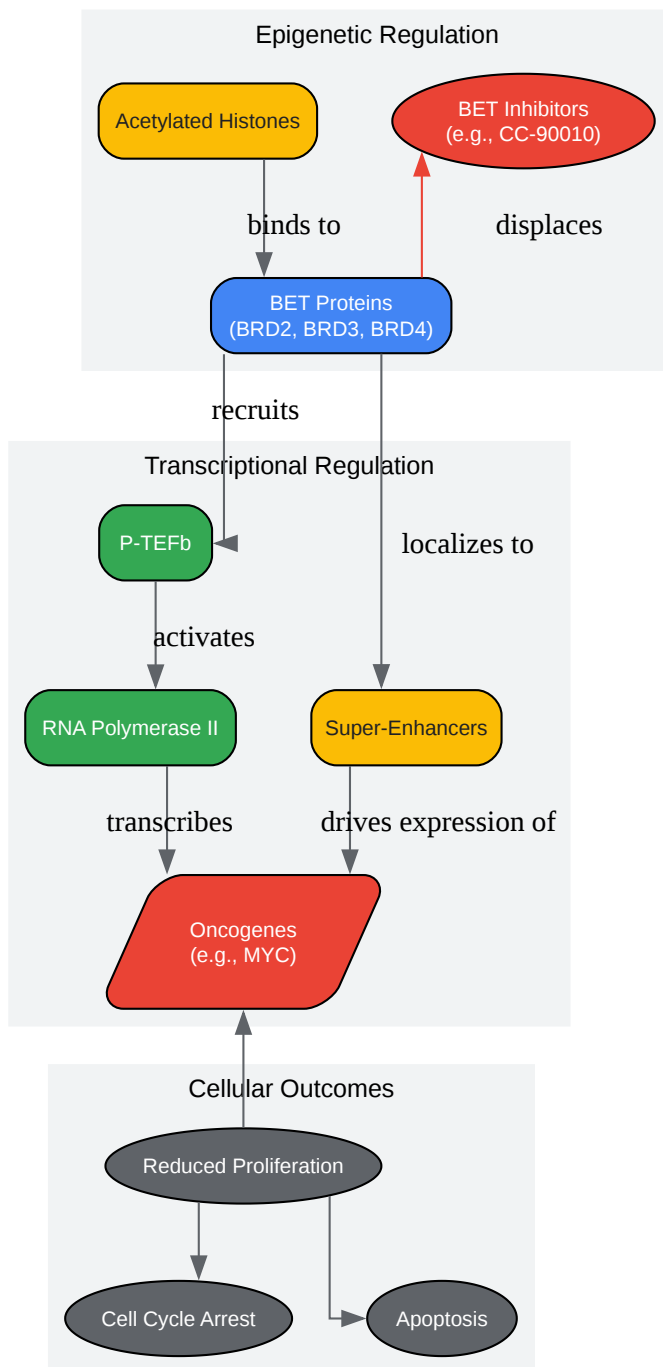 Epigenetic Regulation
Acetylated Histones
BET Inhibitors
(e.g., CC-90010)
binds to
displaces
BET Proteins
(BRD2, BRD3, BRD4)
recruits
Transcriptional Regulation
P-TEFb
localizes to
activates
RNA Polymerase II
Super-Enhancers
transcribes
drives expression of
Oncogenes
(e.g., MYC)
Cellular Outcomes
Reduced Proliferation
Cell Cycle Arrest
Apoptosis